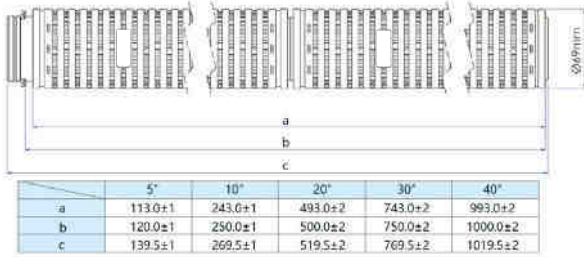 Ø69mm
a
b
c
5" 10" 20" 30" 40"
a 113.0±1 243.0±1 493.0±2 743.0±2 993.0±2
b 120.0±1 250.0±1 500.0±2 750.0±2 1000.0±2
c 139.5±1 269.5±1 519.5±2 769.5±2 1019.5±2